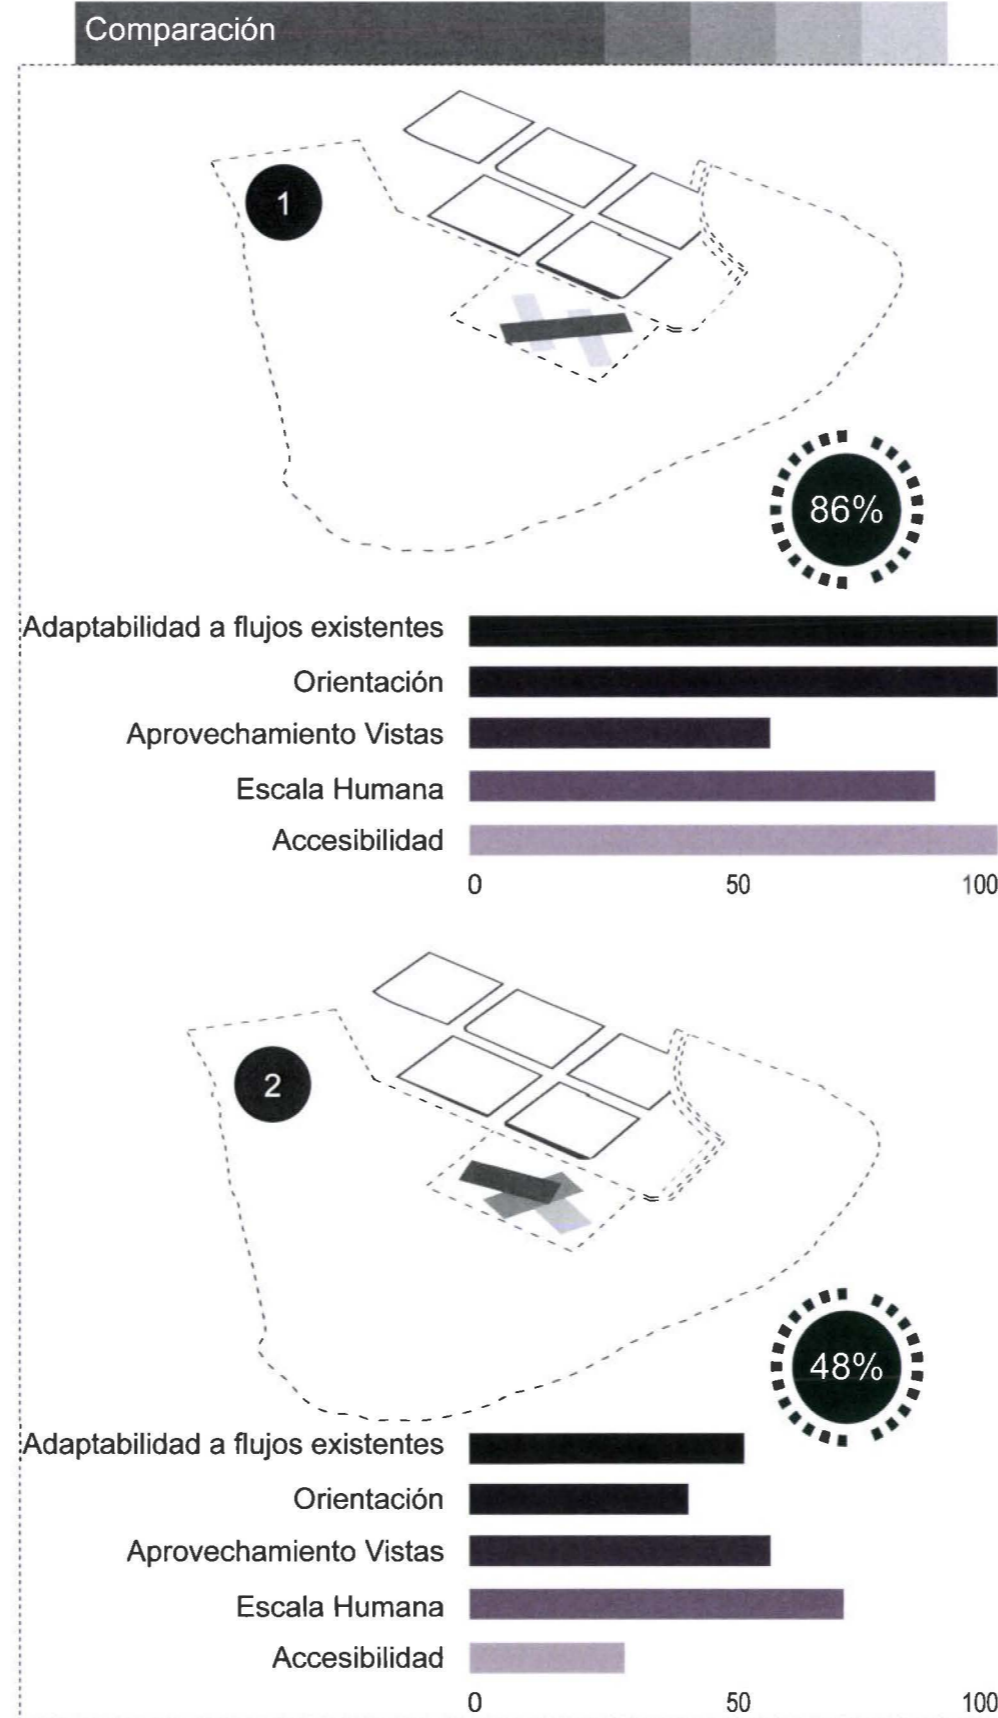 Comparación
1
86%
Adaptabilidad a flujos existentes
Orientación
Aprovechamiento Vistas
Escala Humana
Accesibilidad
0 50 100
2
48%
Adaptabilidad a flujos existentes
Orientación
Aprovechamiento Vistas
Escala Humana
Accesibilidad
0 50 100